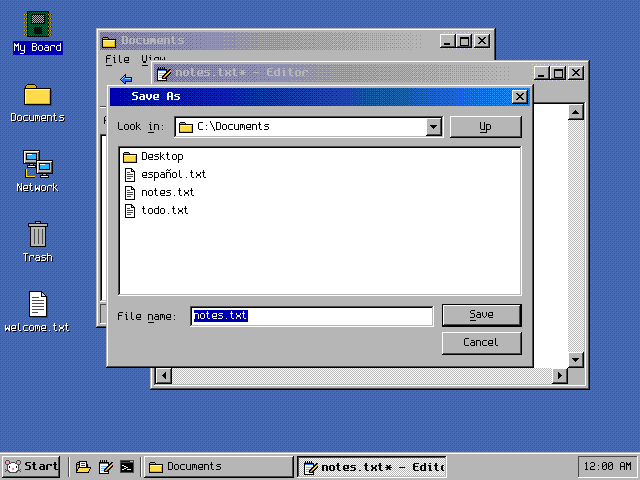 My Board
Documents
Network
Trash
welcome.txt
Documents
File View
notes.txt* - Editor
Save As
Look in: C:\Documents Up
Desktop
español.txt
notes.txt
todo.txt
File name: notes.txt Save
Cancel
Start Documents notes.txt* - Edito 12:00 AM